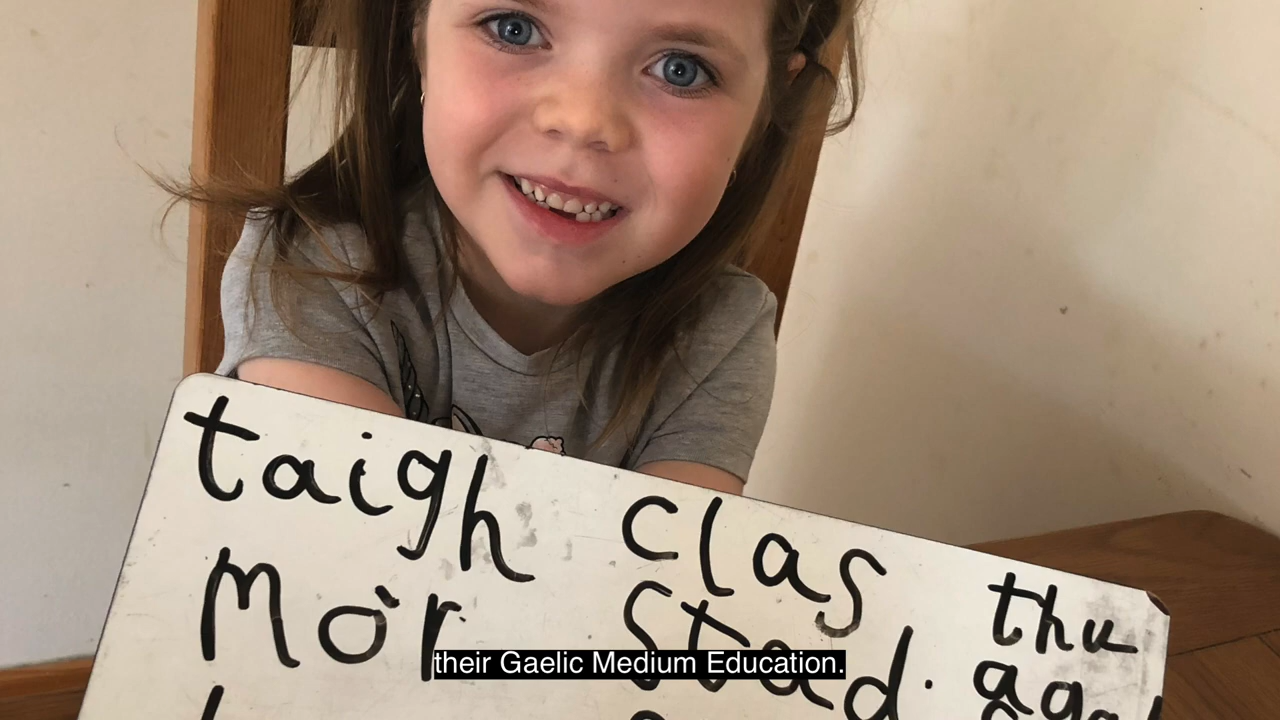 taigh clas thu
mòr stad.
their Gaelic Medium Education.